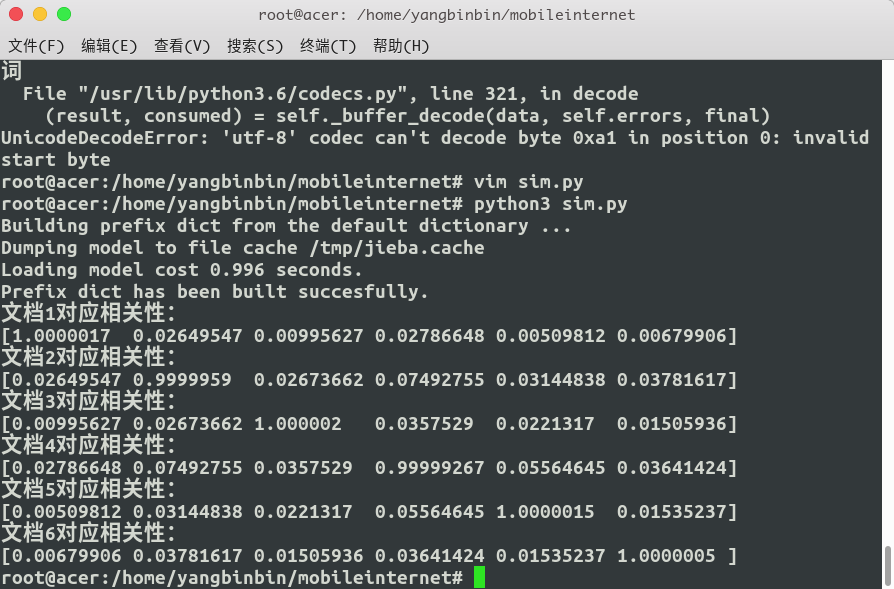 root@acer: /home/yangbinbin/mobileinternet
文件(F) 编辑(E) 查看(V) 搜索(S) 终端(T) 帮助(H)
词
  File "/usr/lib/python3.6/codecs.py", line 321, in decode
    (result, consumed) = self._buffer_decode(data, self.errors, final)
UnicodeDecodeError: 'utf-8' codec can't decode byte 0xa1 in position 0: invalid
start byte
root@acer:/home/yangbinbin/mobileinternet# vim sim.py
root@acer:/home/yangbinbin/mobileinternet# python3 sim.py
Building prefix dict from the default dictionary ...
Dumping model to file cache /tmp/jieba.cache
Loading model cost 0.996 seconds.
Prefix dict has been built succesfully.
文档1对应相关性:
[1.0000017  0.02649547 0.00995627 0.02786648 0.00509812 0.00679906]
文档2对应相关性:
[0.02649547 0.9999959  0.02673662 0.07492755 0.03144838 0.03781617]
文档3对应相关性:
[0.00995627 0.02673662 1.000002   0.0357529  0.0221317  0.01505936]
文档4对应相关性:
[0.02786648 0.07492755 0.0357529  0.99999267 0.05564645 0.03641424]
文档5对应相关性:
[0.00509812 0.03144838 0.0221317  0.05564645 1.0000015  0.01535237]
文档6对应相关性:
[0.00679906 0.03781617 0.01505936 0.03641424 0.01535237 1.0000005 ]
root@acer:/home/yangbinbin/mobileinternet#